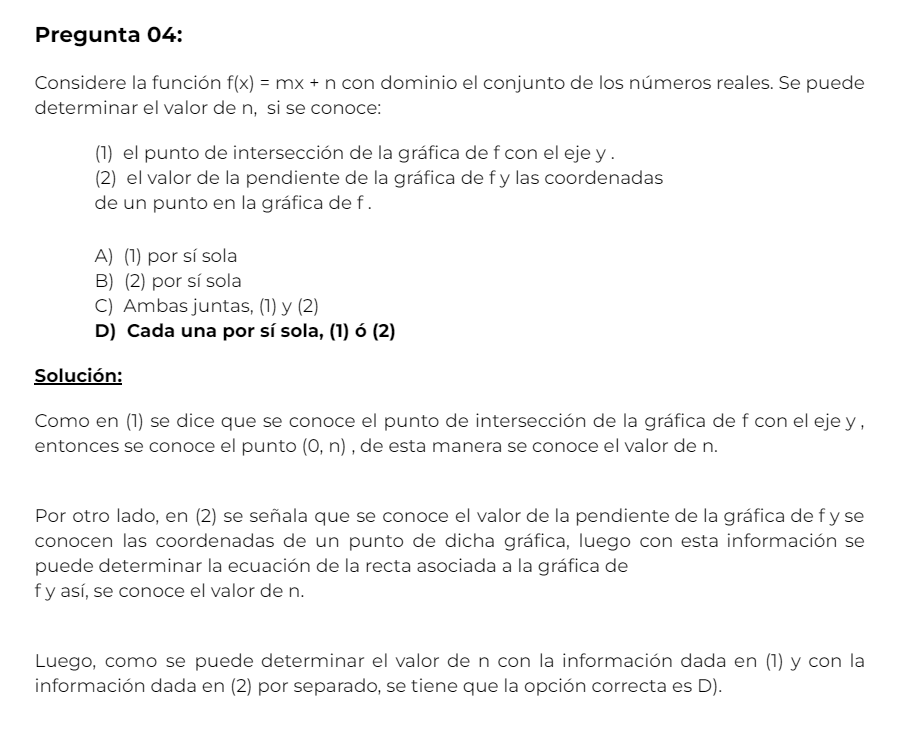 Pregunta 04:
Considere la función f(x) = mx + n con dominio el conjunto de los números reales. Se puede
determinar el valor de n, si se conoce:
(1) el punto de intersección de la gráfica de f con el eje y .
(2) el valor de la pendiente de la gráfica de f y las coordenadas
de un punto en la gráfica de f .
A) (1) por sí sola
B) (2) por sí sola
C) Ambas juntas, (1) y (2)
D) Cada una por sí sola, (1) ó (2)
Solución:
Como en (1) se dice que se conoce el punto de intersección de la gráfica de f con el eje y ,
entonces se conoce el punto (0, n) , de esta manera se conoce el valor de n.
Por otro lado, en (2) se señala que se conoce el valor de la pendiente de la gráfica de f y se
conocen las coordenadas de un punto de dicha gráfica, luego con esta información se
puede determinar la ecuación de la recta asociada a la gráfica de
f y así, se conoce el valor de n.
Luego, como se puede determinar el valor de n con la información dada en (1) y con la
información dada en (2) por separado, se tiene que la opción correcta es D).